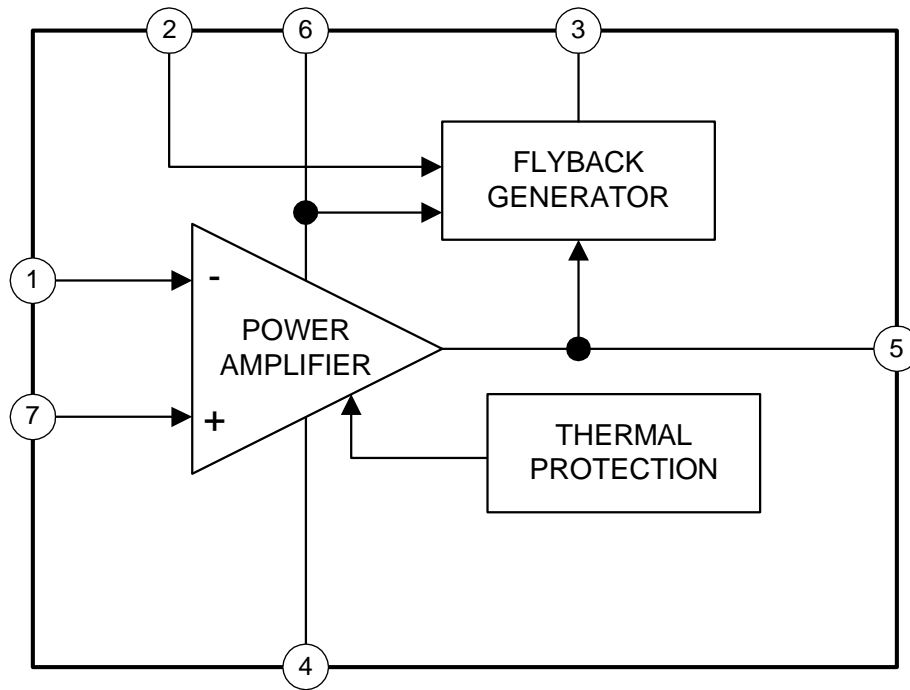 2
6
3
FLYBACK
GENERATOR
1
-
POWER
AMPLIFIER
5
7
+
THERMAL
PROTECTION
4